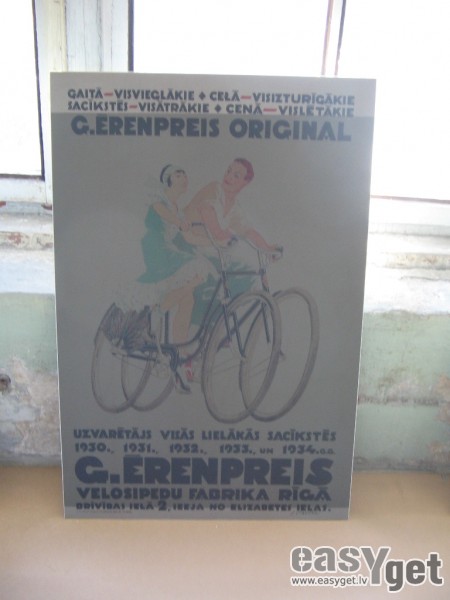 GAITĀ—VISVIEGLĀKIE + CEĻĀ—VISIZTURĪGĀKIE
SACĪKSTĒS—VISĀTRĀKIE + CENĀ—VISLĒTĀKIE
G.ERENPREIS ORIGINAL
UZVARĒTĀJS VISĀS LIELĀKĀS SACĪKSTĒS
1930., 1931., 1932., 1933., UN 1934.G.G.
G.ERENPREIS
VELOSIPEDU FABRIKA RĪGĀ
BRĪVĪBAS IELĀ 2, IEEJA NO ELIZABETES IELAS.
easYget
www.easyget.lv